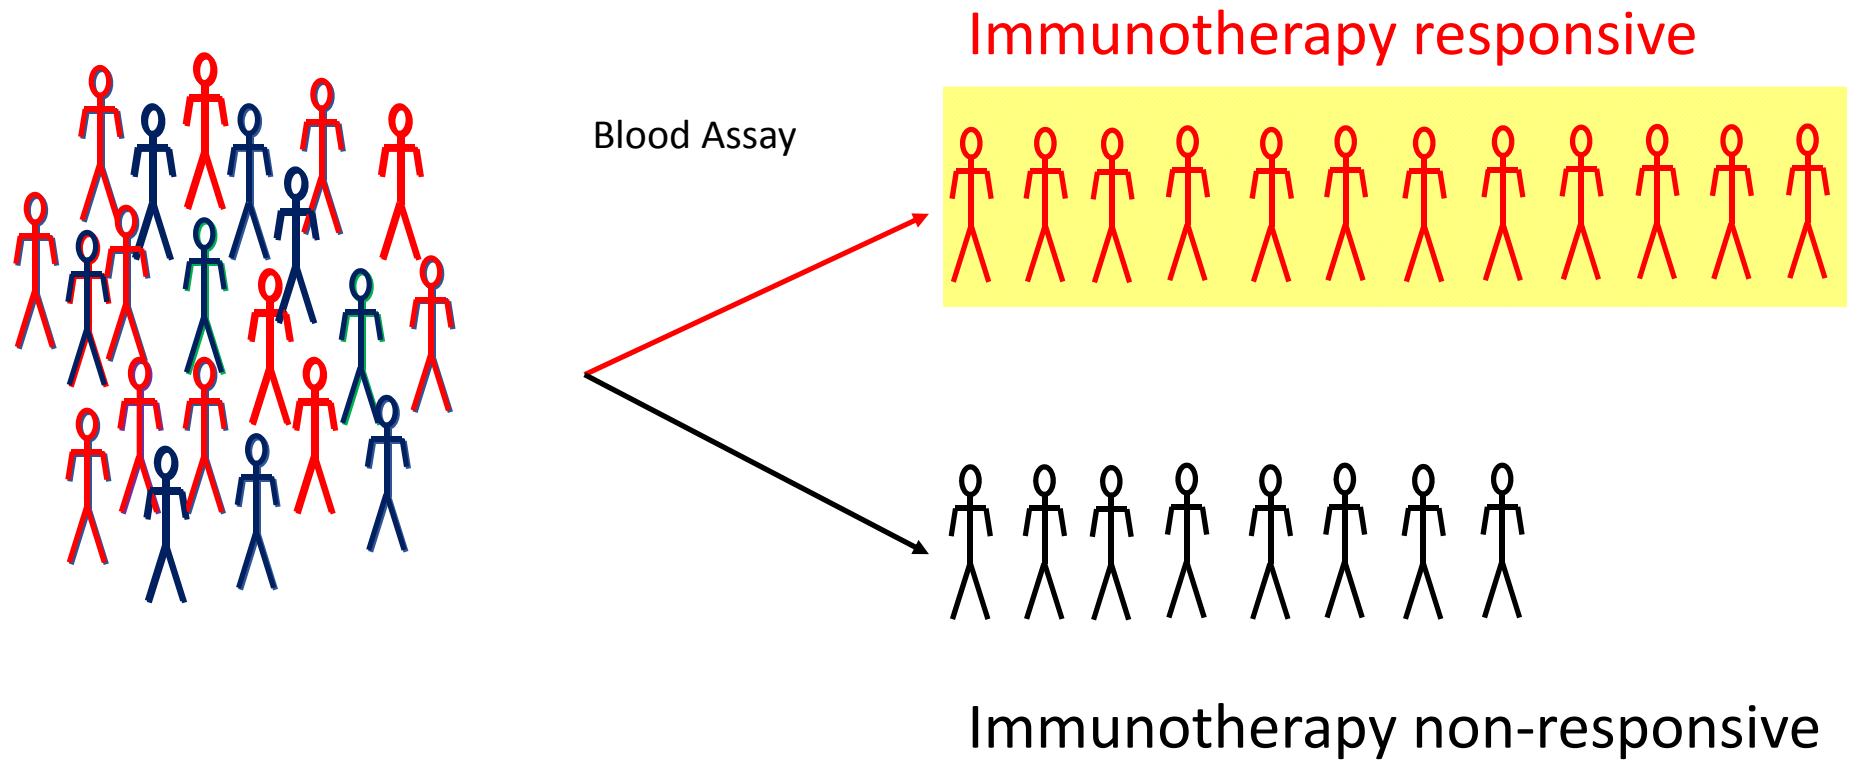 Immunotherapy responsive
Blood Assay
Immunotherapy non-responsive